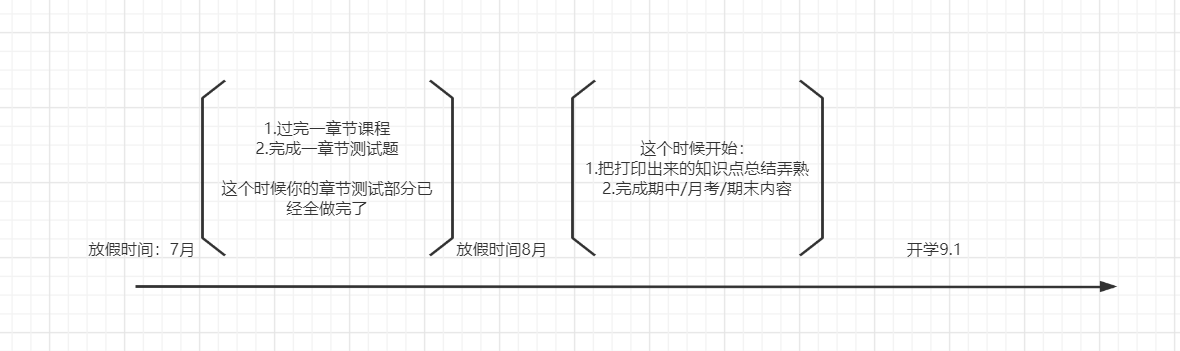 1.过完一章节课程
2.完成一章节测试题
这个时候你的章节测试部分已
经全做完了
这个时候开始：
1.把打印出来的知识点总结弄熟
2.完成期中/月考/期末内容
放假时间：7月
放假时间8月
开学9.1